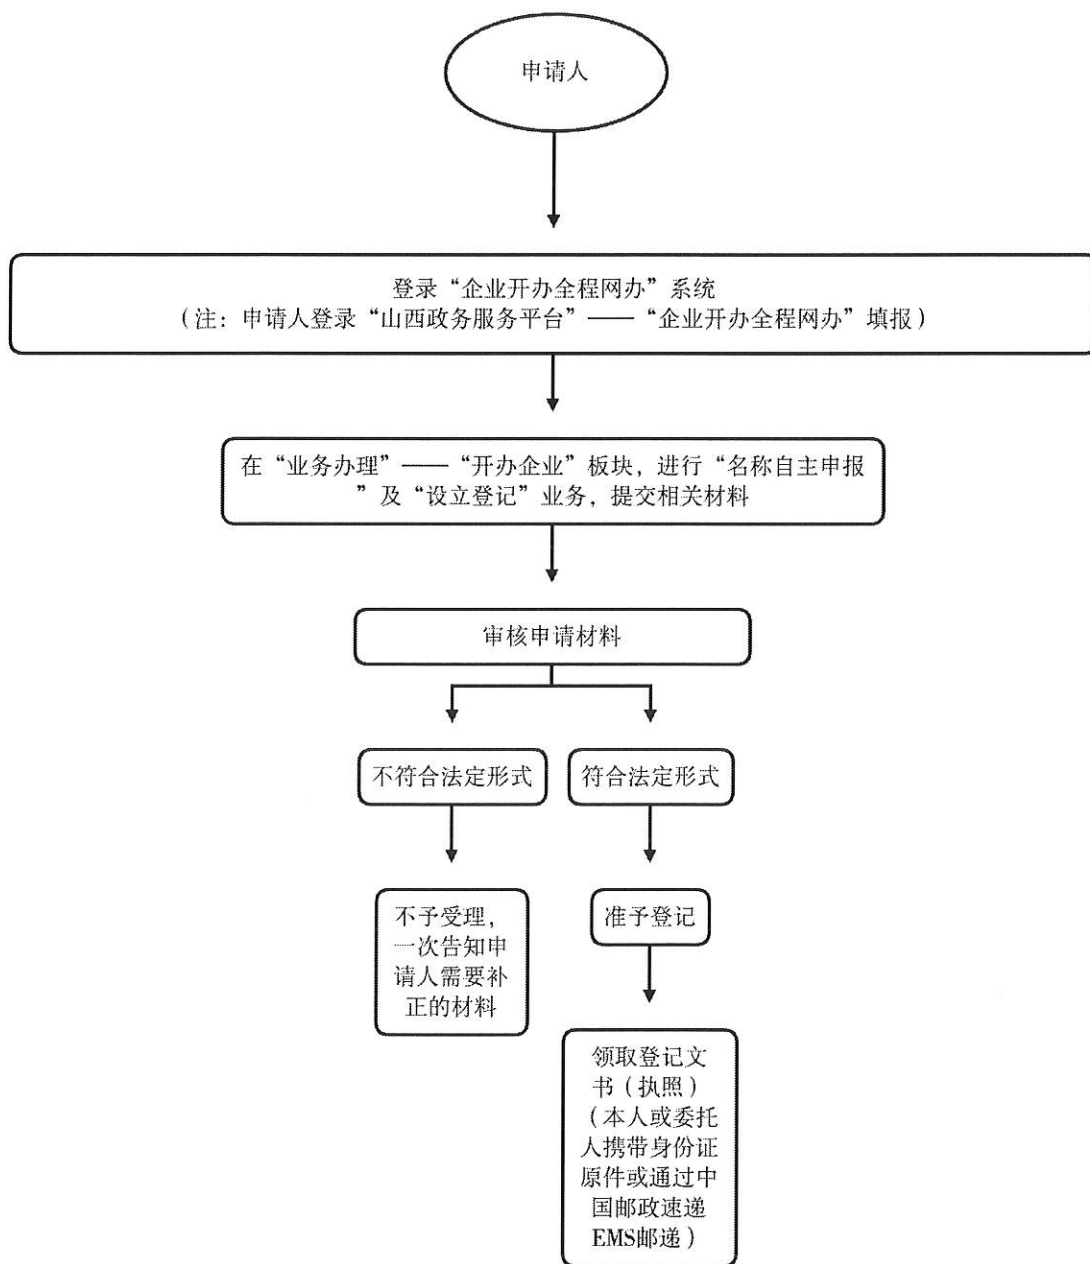 申请人
登录“企业开办全程网办”系统
(注：申请人登录“山西政务服务平台”——“企业开办全程网办”填报)
在“业务办理”——“开办企业”板块，进行“名称自主申报
”及“设立登记”业务，提交相关材料
审核申请材料
不符合法定形式
符合法定形式
不予受理，
一次告知申
请人需要补
正的材料
准予登记
领取登记文
书(执照)
(本人或委托
人携带身份证
原件或通过中
国邮政速递
EMS邮递)